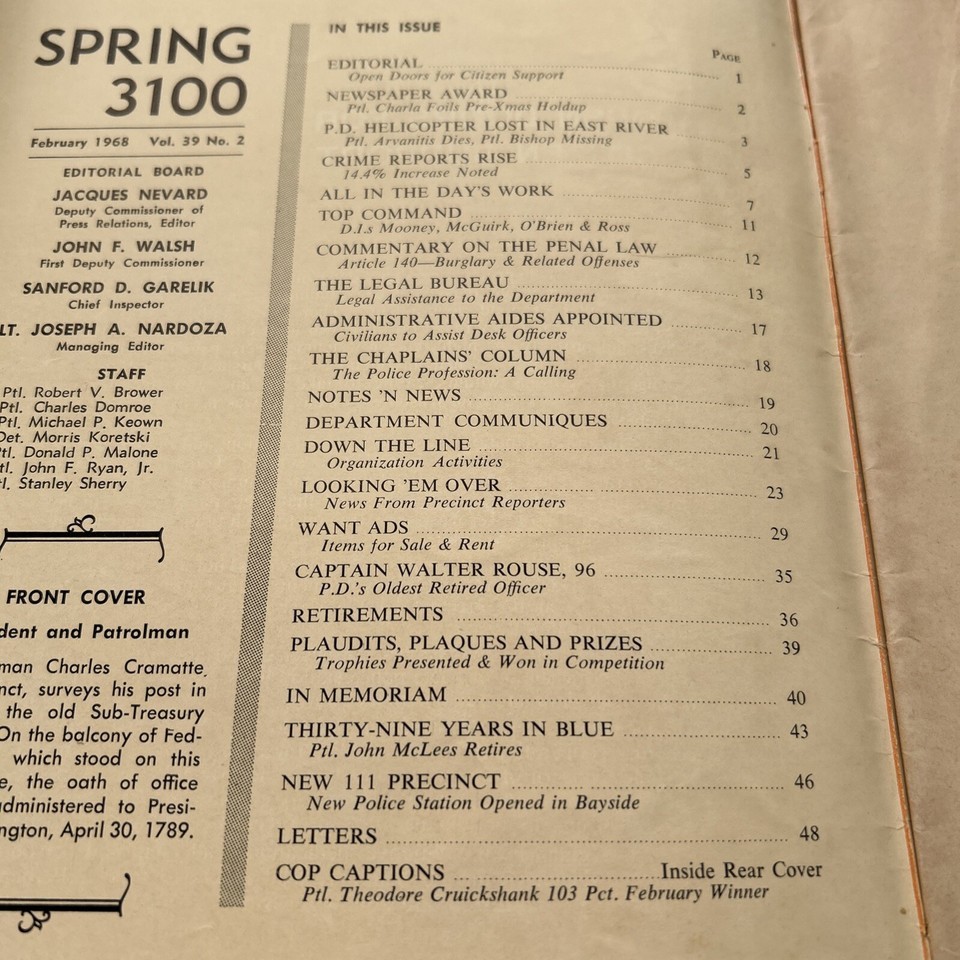 SPRING
3100
February 1968 Vol. 39 No. 2
EDITORIAL BOARD
JACQUES NEVARD
Deputy Commissioner of
Press Relations, Editor
JOHN F. WALSH
First Deputy Commissioner
SANFORD D. GARELIK
Chief Inspector
LT. JOSEPH A. NARDOZA
Managing Editor
STAFF
Ptl. Robert V. Brower
Ptl. Charles Domroe
Ptl. Michael P. Keown
Det. Morris Koretski
Ptl. Donald P. Malone
tl. John F. Ryan, Jr.
l. Stanley Sherry
FRONT COVER
dent and Patrolman
man Charles Cramatte,
nct, surveys his post in
the old Sub-Treasury
On the balcony of Fed-
which stood on this
e, the oath of office
administered to Presi-
ngton, April 30, 1789.
IN THIS ISSUE
PAGE
EDITORIAL 1
Open Doors for Citizen Support
NEWSPAPER AWARD 2
Ptl. Charla Foils Pre-Xmas Holdup
P.D. HELICOPTER LOST IN EAST RIVER 3
Ptl. Arvanitis Dies, Ptl. Bishop Missing
CRIME REPORTS RISE 5
14.4% Increase Noted
ALL IN THE DAY'S WORK 7
TOP COMMAND 11
D.I.s Mooney, McGuirk, O'Brien & Ross
COMMENTARY ON THE PENAL LAW 12
Article 140—Burglary & Related Offenses
THE LEGAL BUREAU 13
Legal Assistance to the Department
ADMINISTRATIVE AIDES APPOINTED 17
Civilians to Assist Desk Officers
THE CHAPLAINS' COLUMN 18
The Police Profession: A Calling
NOTES 'N NEWS 19
DEPARTMENT COMMUNIQUES 20
DOWN THE LINE 21
Organization Activities
LOOKING 'EM OVER 23
News From Precinct Reporters
WANT ADS 29
Items for Sale & Rent
CAPTAIN WALTER ROUSE, 96 35
P.D.'s Oldest Retired Officer
RETIREMENTS 36
PLAUDITS, PLAQUES AND PRIZES 39
Trophies Presented & Won in Competition
IN MEMORIAM 40
THIRTY-NINE YEARS IN BLUE 43
Ptl. John McLees Retires
NEW 111 PRECINCT 46
New Police Station Opened in Bayside
LETTERS 48
COP CAPTIONS Inside Rear Cover
Ptl. Theodore Cruickshank 103 Pct. February Winner